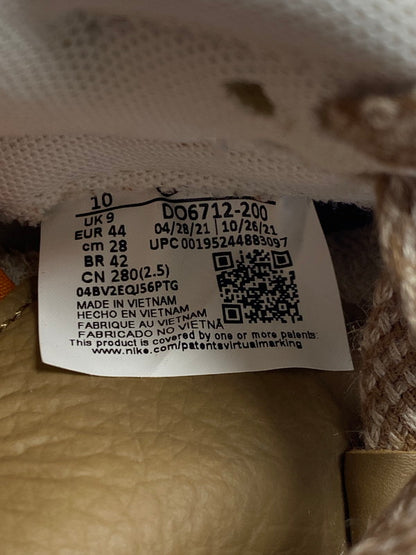 10
DO6712-200
UK 9
04/28/21 | 10/26/21
EUR 44
UPC 00195244883097
cm 28
BR 42
CN 280(2.5)
04BV2EQJ56PTG
MADE IN VIETNAM
HECHO EN VIETNAM
FABRIQUE AU VIETNAM
FABRICADO NO VIETNA
This product is covered by one or more patents:
www.nike.com/patentsvirtualmarking